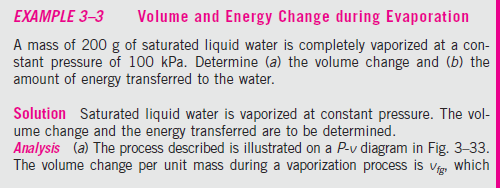 EXAMPLE 3–3 Volume and Energy Change during Evaporation
A mass of 200 g of saturated liquid water is completely vaporized at a con-
stant pressure of 100 kPa. Determine (a) the volume change and (b) the
amount of energy transferred to the water.
Solution Saturated liquid water is vaporized at constant pressure. The vol-
ume change and the energy transferred are to be determined.
Analysis (a) The process described is illustrated on a P-v diagram in Fig. 3–33.
The volume change per unit mass during a vaporization process is vfg, which